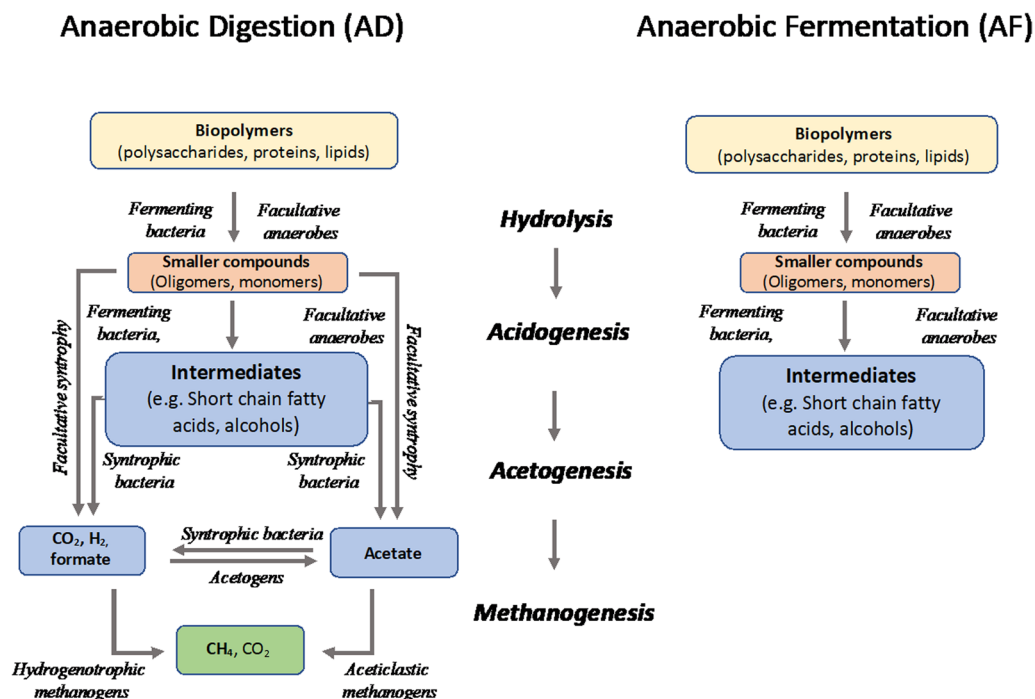 Anaerobic Digestion (AD)
Anaerobic Fermentation (AF)
Biopolymers
(polysaccharides, proteins, lipids)
Fermenting
bacteria
Facultative
anaerobes
Smaller compounds
(Oligomers, monomers)
Fermenting
bacteria,
Facultative
anaerobes
Facultative syntrophy
Facultative syntrophy
Intermediates
(e.g. Short chain fatty
acids, alcohols)
Syntrophic
bacteria
Syntrophic
bacteria
CO₂, H₂,
formate
Syntrophic bacteria
Acetogens
Acetate
CH₄, CO₂
Hydrogenotrophic
methanogens
Aceticlastic
methanogens
Hydrolysis
Acidogenesis
Acetogenesis
Methanogenesis
Biopolymers
(polysaccharides, proteins, lipids)
Fermenting
bacteria
Facultative
anaerobes
Smaller compounds
(Oligomers, monomers)
Fermenting
bacteria,
Facultative
anaerobes
Intermediates
(e.g. Short chain fatty
acids, alcohols)